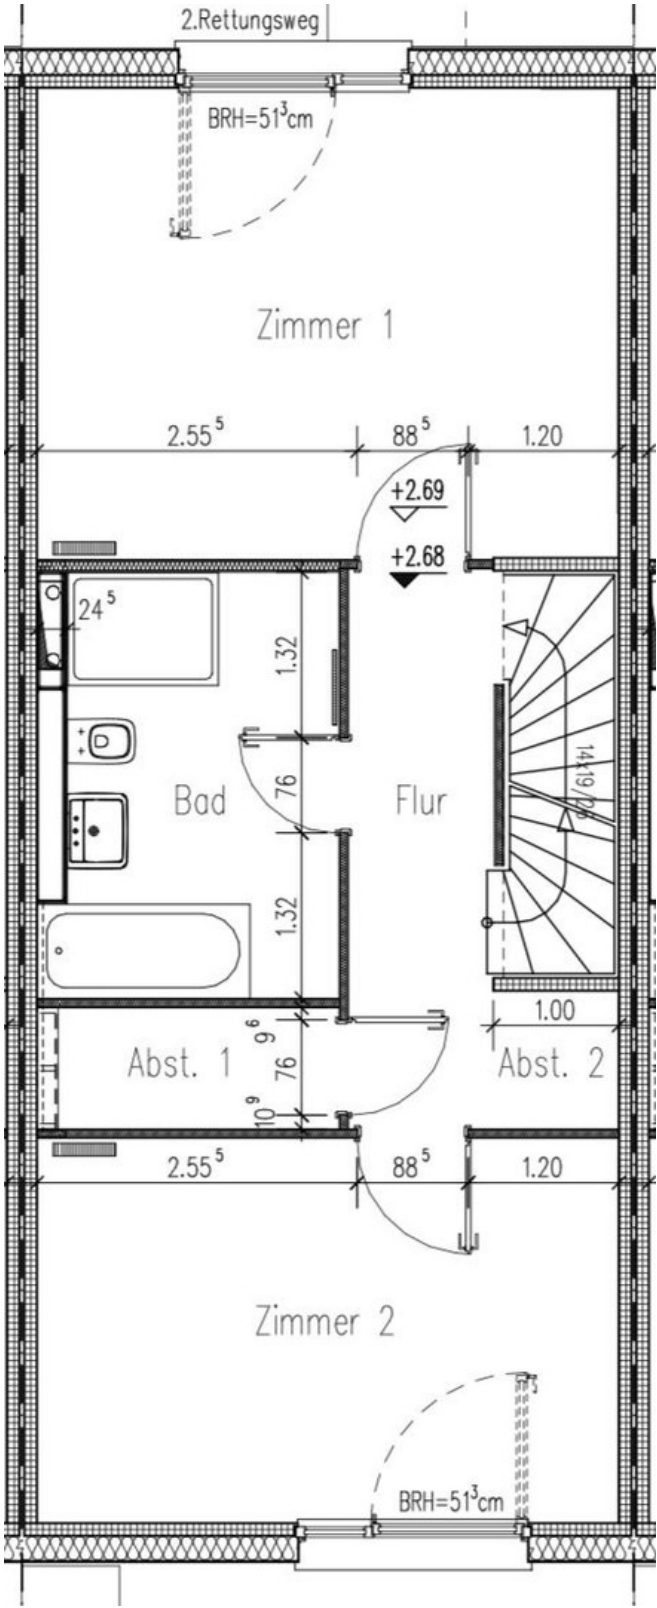 2.Rettungsweg
BRH=51³cm
Zimmer 1
2.55⁵ 88⁵ 1.20
+2.69
+2.68
24⁵
1.32
14x19/26
76
Bad
Flur
1.32
1.00
9⁶
Abst. 1
76
Abst. 2
10⁹
2.55⁵ 88⁵ 1.20
Zimmer 2
BRH=51³cm